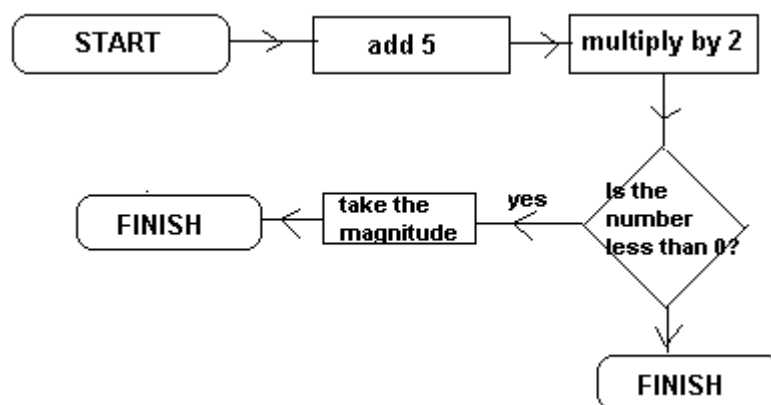 START
add 5
multiply by 2
Is the
number
less than 0?
yes
take the
magnitude
FINISH
FINISH